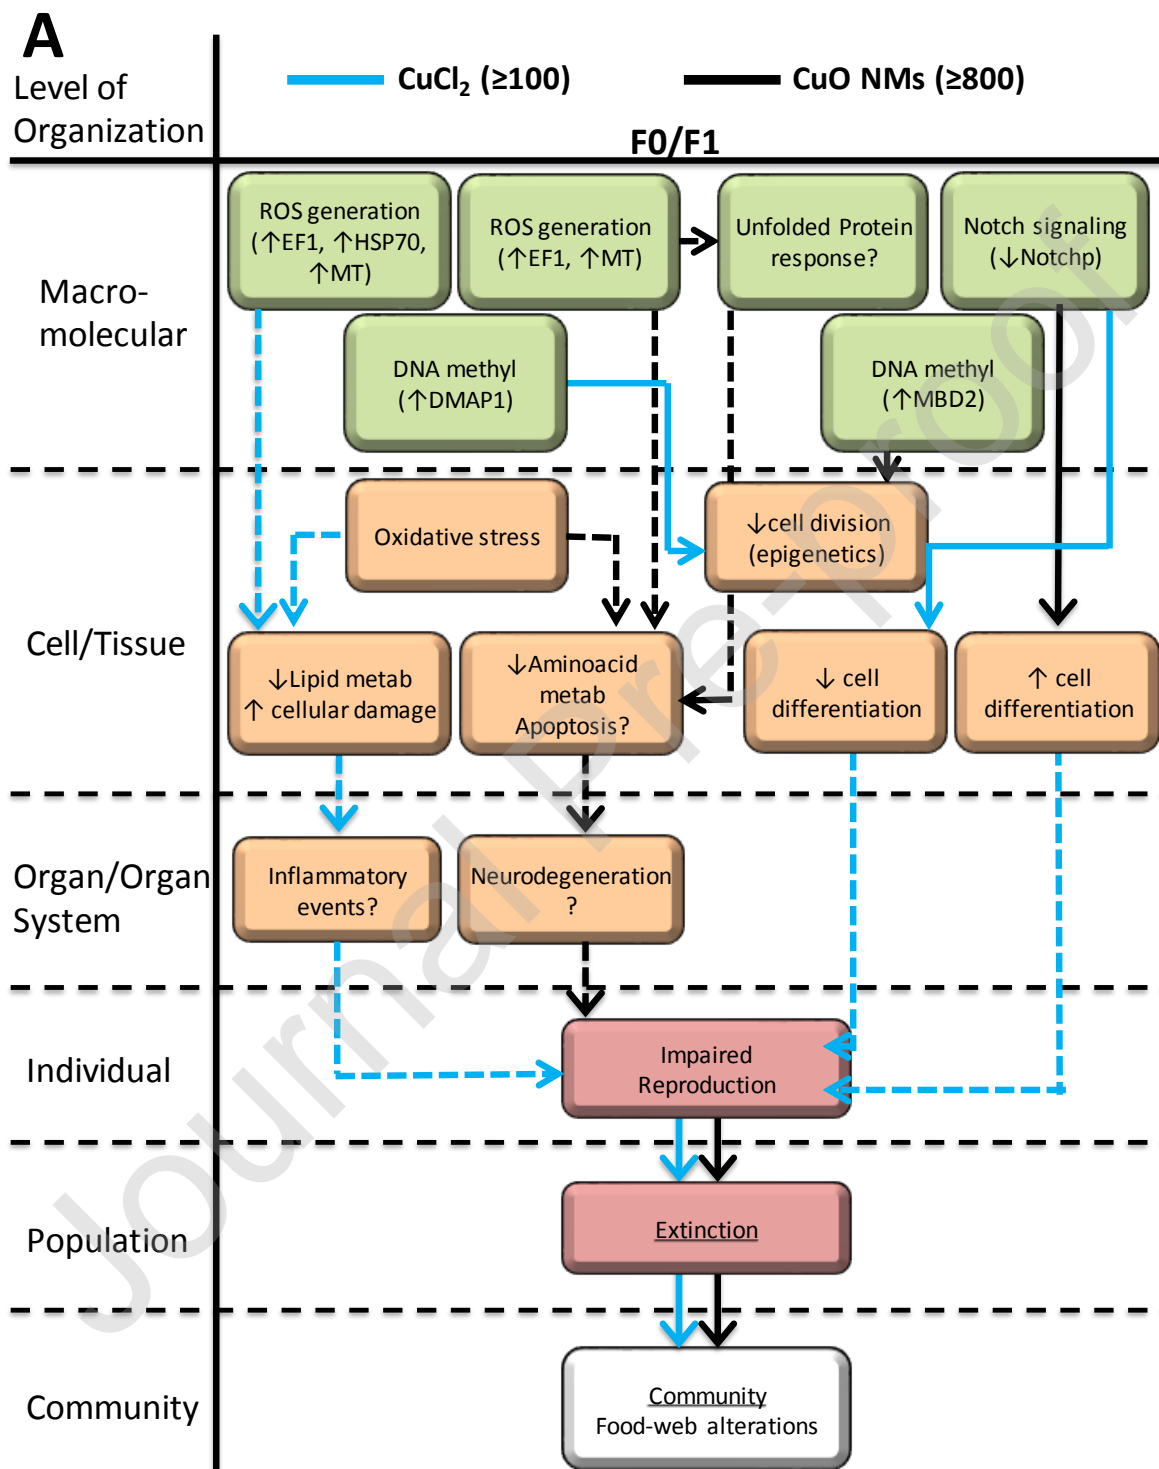 A
Level of
Organization
CuCl₂ (≥100)
CuO NMs (≥800)
F0/F1
Macro-
molecular
ROS generation
(↑EF1, ↑HSP70,
↑MT)
ROS generation
(↑EF1, ↑MT)
Unfolded Protein
response?
Notch signaling
(↓Notchp)
DNA methyl
(↑DMAP1)
DNA methyl
(↑MBD2)
Cell/Tissue
Oxidative stress
↓cell division
(epigenetics)
↓Lipid metab
↑ cellular damage
↓Aminoacid
metab
Apoptosis?
↓ cell
differentiation
↑ cell
differentiation
Organ/Organ
System
Inflammatory
events?
Neurodegeneration
?
Individual
Impaired
Reproduction
Population
Extinction
Community
Community
Food-web alterations
Journal Pre-proof